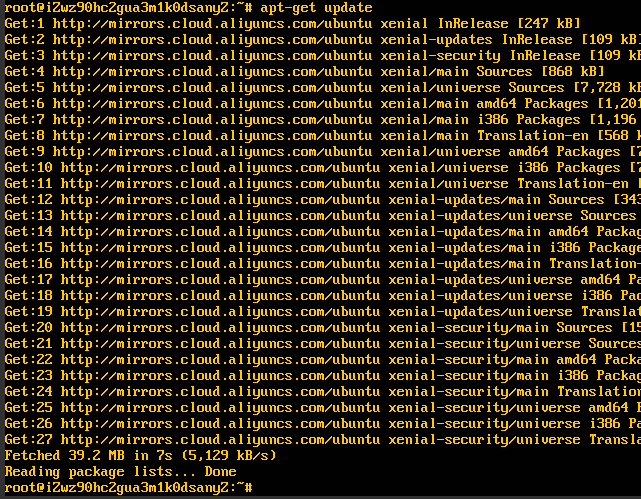 root@iZwz90hc2gua3m1k0dsanyZ:~# apt-get update
Get:1 http://mirrors.cloud.aliyuncs.com/ubuntu xenial InRelease [247 kB]
Get:2 http://mirrors.cloud.aliyuncs.com/ubuntu xenial-updates InRelease [109 kB]
Get:3 http://mirrors.cloud.aliyuncs.com/ubuntu xenial-security InRelease [109 kB
Get:4 http://mirrors.cloud.aliyuncs.com/ubuntu xenial/main Sources [868 kB]
Get:5 http://mirrors.cloud.aliyuncs.com/ubuntu xenial/universe Sources [7,728 kB
Get:6 http://mirrors.cloud.aliyuncs.com/ubuntu xenial/main amd64 Packages [1,201
Get:7 http://mirrors.cloud.aliyuncs.com/ubuntu xenial/main i386 Packages [1,196
Get:8 http://mirrors.cloud.aliyuncs.com/ubuntu xenial/main Translation-en [568 k
Get:9 http://mirrors.cloud.aliyuncs.com/ubuntu xenial/universe amd64 Packages [7
Get:10 http://mirrors.cloud.aliyuncs.com/ubuntu xenial/universe i386 Packages [7
Get:11 http://mirrors.cloud.aliyuncs.com/ubuntu xenial/universe Translation-en [
Get:12 http://mirrors.cloud.aliyuncs.com/ubuntu xenial-updates/main Sources [343
Get:13 http://mirrors.cloud.aliyuncs.com/ubuntu xenial-updates/universe Sources
Get:14 http://mirrors.cloud.aliyuncs.com/ubuntu xenial-updates/main amd64 Packag
Get:15 http://mirrors.cloud.aliyuncs.com/ubuntu xenial-updates/main i386 Package
Get:16 http://mirrors.cloud.aliyuncs.com/ubuntu xenial-updates/main Translation-
Get:17 http://mirrors.cloud.aliyuncs.com/ubuntu xenial-updates/universe amd64 Pa
Get:18 http://mirrors.cloud.aliyuncs.com/ubuntu xenial-updates/universe i386 Pac
Get:19 http://mirrors.cloud.aliyuncs.com/ubuntu xenial-updates/universe Translat
Get:20 http://mirrors.cloud.aliyuncs.com/ubuntu xenial-security/main Sources [15
Get:21 http://mirrors.cloud.aliyuncs.com/ubuntu xenial-security/universe Sources
Get:22 http://mirrors.cloud.aliyuncs.com/ubuntu xenial-security/main amd64 Packa
Get:23 http://mirrors.cloud.aliyuncs.com/ubuntu xenial-security/main i386 Packag
Get:24 http://mirrors.cloud.aliyuncs.com/ubuntu xenial-security/main Translation
Get:25 http://mirrors.cloud.aliyuncs.com/ubuntu xenial-security/universe amd64 P
Get:26 http://mirrors.cloud.aliyuncs.com/ubuntu xenial-security/universe i386 Pa
Get:27 http://mirrors.cloud.aliyuncs.com/ubuntu xenial-security/universe Transla
Fetched 39.2 MB in 7s (5,129 kB/s)
Reading package lists... Done
root@iZwz90hc2gua3m1k0dsanyZ:~#